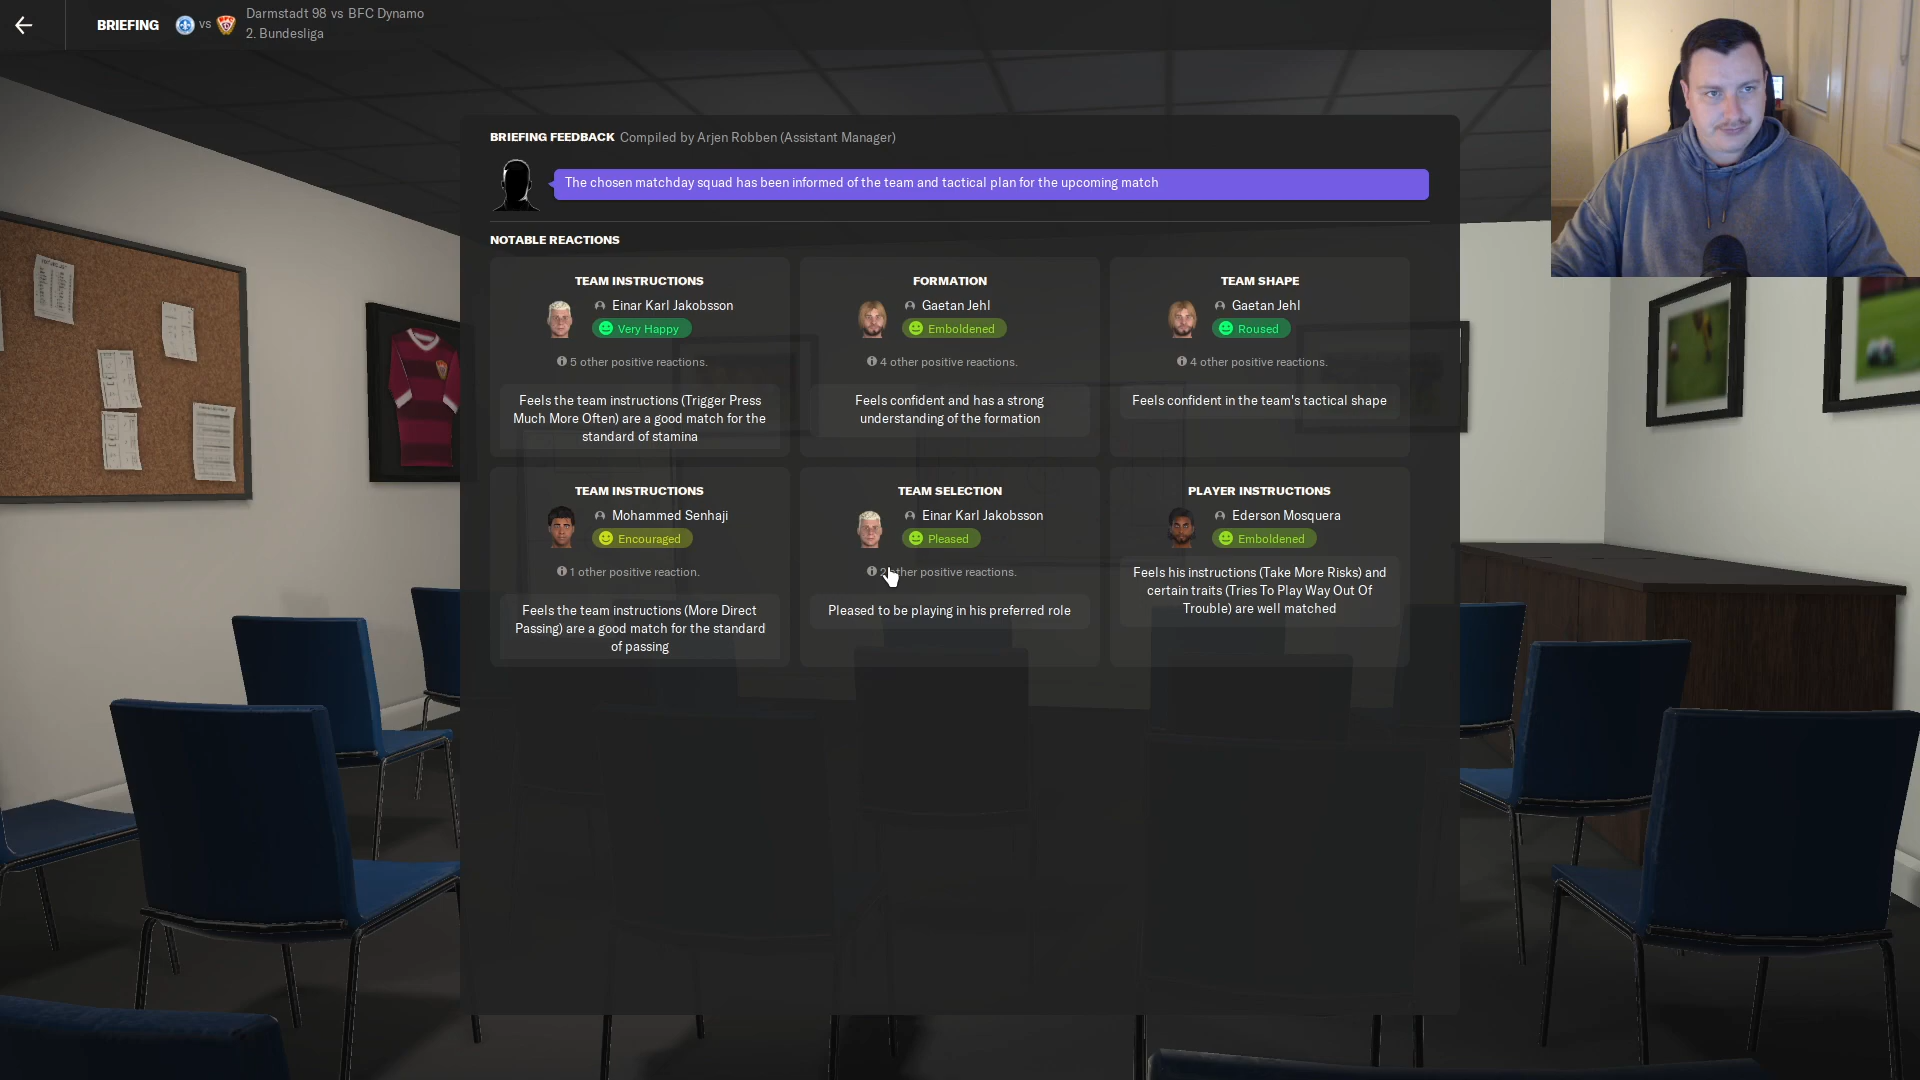 BRIEFING
vs
Darmstadt 98 vs BFC Dynamo
2. Bundesliga
BRIEFING FEEDBACK Compiled by Arjen Robben (Assistant Manager)
The chosen matchday squad has been informed of the team and tactical plan for the upcoming match
NOTABLE REACTIONS
TEAM INSTRUCTIONS
Einar Karl Jakobsson
Very Happy
5 other positive reactions.
Feels the team instructions (Trigger Press
Much More Often) are a good match for the
standard of stamina
FORMATION
Gaetan Jehl
Emboldened
4 other positive reactions.
Feels confident and has a strong
understanding of the formation
TEAM SHAPE
Gaetan Jehl
Roused
4 other positive reactions.
Feels confident in the team's tactical shape
TEAM INSTRUCTIONS
Mohammed Senhaji
Encouraged
1 other positive reaction.
Feels the team instructions (More Direct
Passing) are a good match for the standard
of passing
TEAM SELECTION
Einar Karl Jakobsson
Pleased
2 other positive reactions.
Pleased to be playing in his preferred role
PLAYER INSTRUCTIONS
Ederson Mosquera
Emboldened
Feels his instructions (Take More Risks) and
certain traits (Tries To Play Way Out Of
Trouble) are well matched